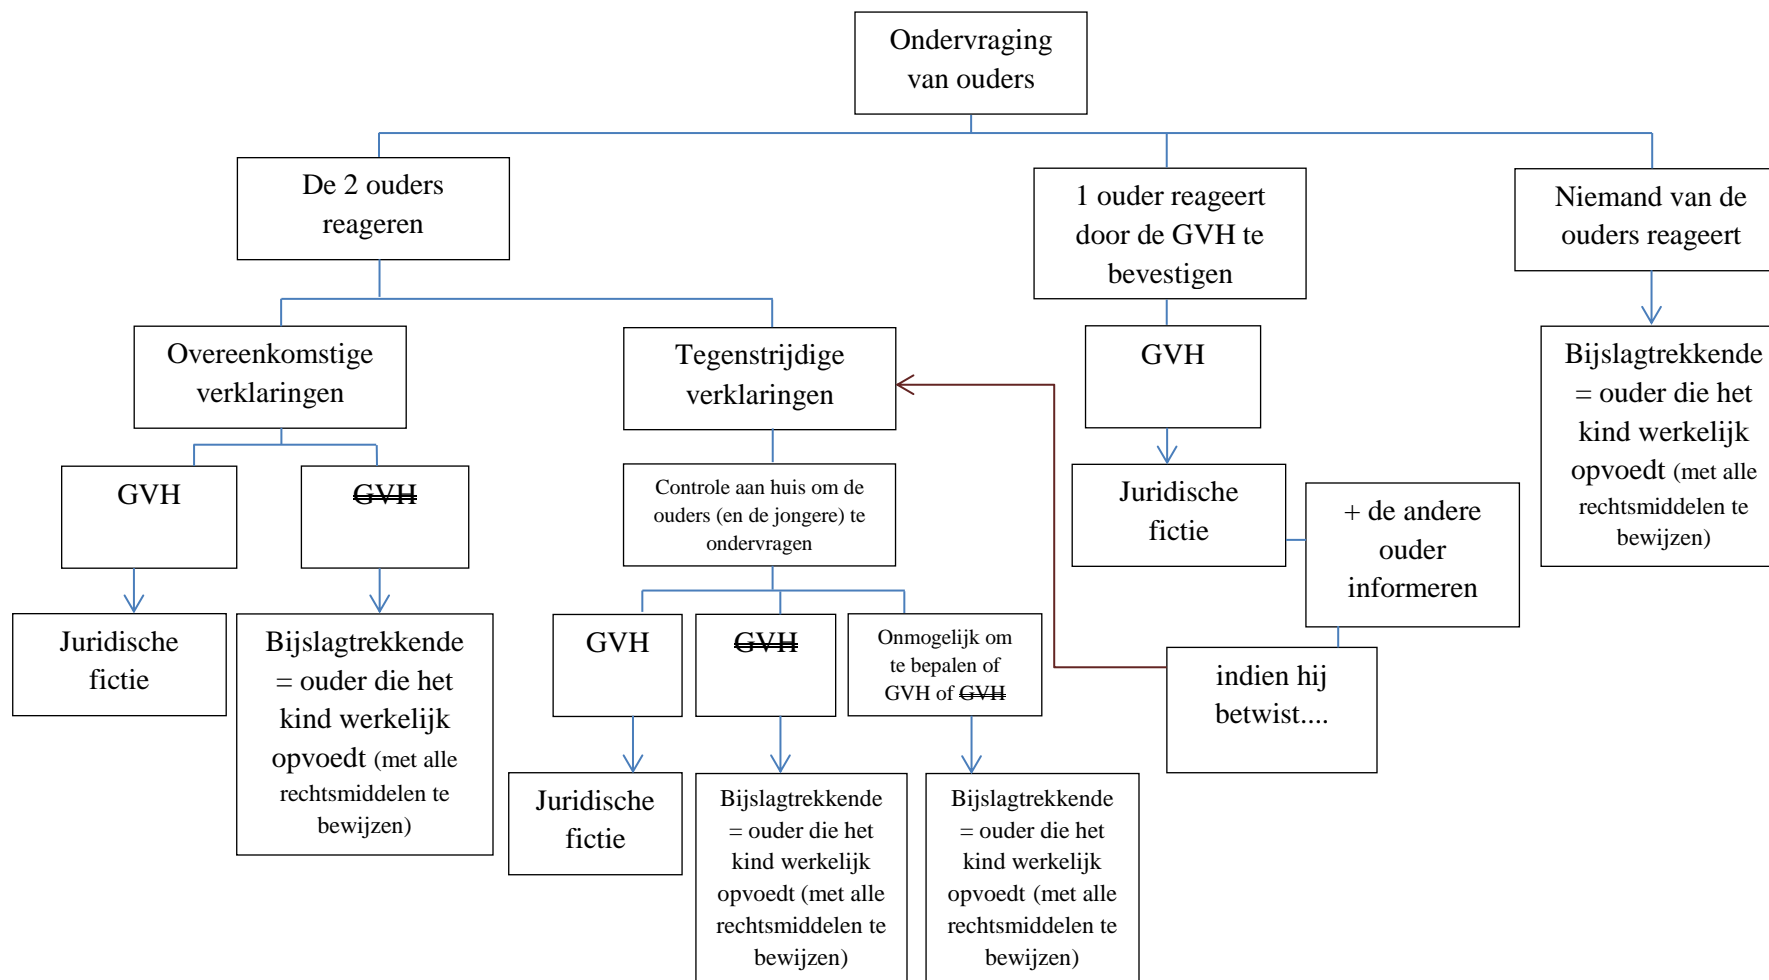 Ondervraging
van ouders
De 2 ouders
reageren
1 ouder reageert
door de GVH te
bevestigen
Niemand van de
ouders reageert
Overeenkomstige
verklaringen
Tegenstrijdige
verklaringen
GVH
Bijslagtrekkende
= ouder die het
kind werkelijk
opvoedt (met alle
rechtsmiddelen te
bewijzen)
GVH
GVH
Controle aan huis om de
ouders (en de jongere) te
ondervragen
Juridische
fictie
+ de andere
ouder
informeren
Juridische
fictie
Bijslagtrekkende
= ouder die het
kind werkelijk
opvoedt (met alle
rechtsmiddelen te
bewijzen)
GVH
GVH
Onmogelijk om
te bepalen of
GVH of GVH
indien hij
betwist....
Juridische
fictie
Bijslagtrekkende
= ouder die het
kind werkelijk
opvoedt (met alle
rechtsmiddelen te
bewijzen)
Bijslagtrekkende
= ouder die het
kind werkelijk
opvoedt (met alle
rechtsmiddelen te
bewijzen)